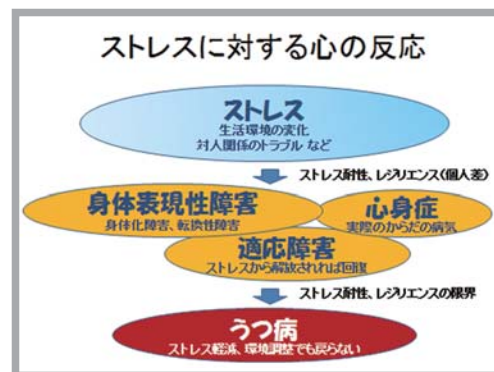 ストレスに対する心の反応
ストレス
生活環境の変化
対人関係のトラブル など
ストレス耐性、レジリエンス(個人差)
身体表現性障害
身体化障害、転換性障害
心身症
実際のからだの病気
適応障害
ストレスから解放されれば回復
ストレス耐性、レジリエンスの限界
うつ病
ストレス軽減、環境調整でも戻らない